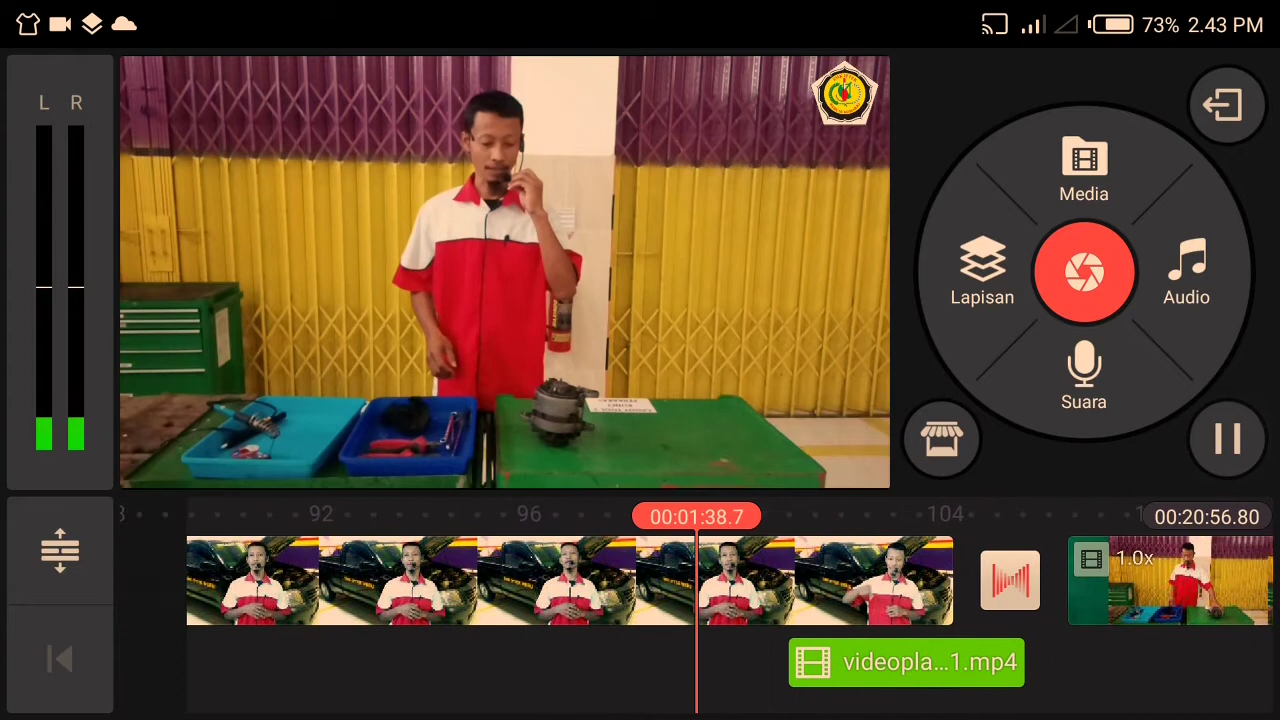 73% 2.43 PM
L R
Media
Lapisan
Audio
Suara
92
96
00:01:38.7
104
00:20:56.80
1.0x
videopla...1.mp4